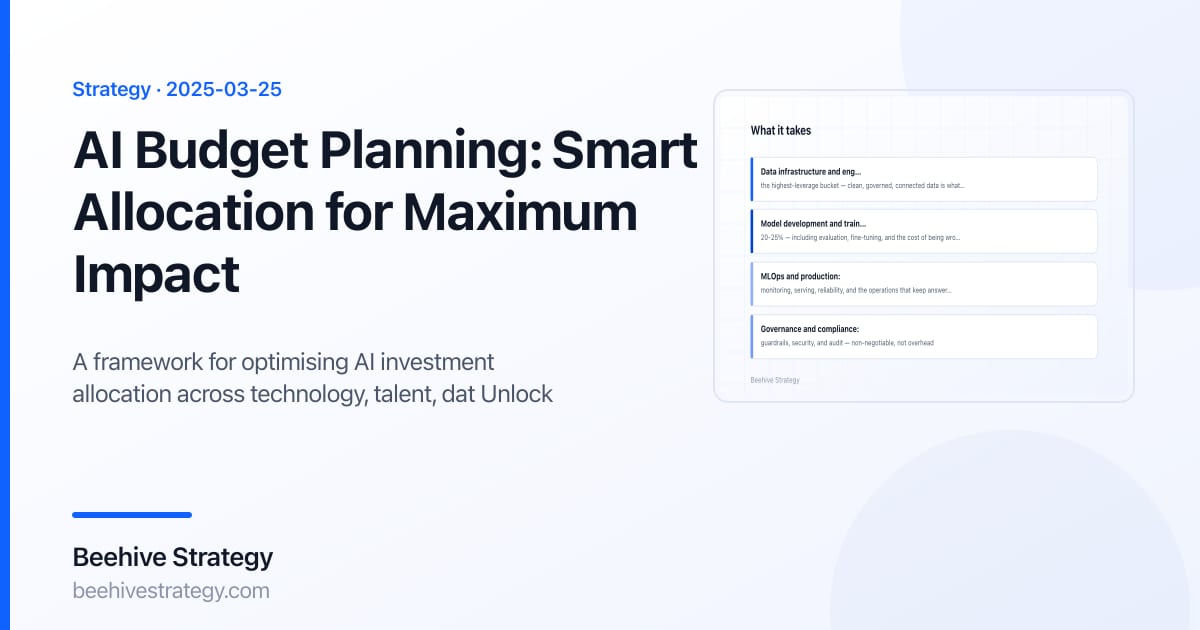 Strategy · 2025-03-25
AI Budget Planning: Smart
Allocation for Maximum
Impact
A framework for optimising AI investment
allocation across technology, talent, dat Unlock
Beehive Strategy
beehivestrategy.com
What it takes
Data infrastructure and eng...
the highest-leverage bucket — clean, governed, connected data is what...
Model development and train...
20-25% — including evaluation, fine-tuning, and the cost of being wro...
MLOps and production:
monitoring, serving, reliability, and the operations that keep answer...
Governance and compliance:
guardrails, security, and audit — non-negotiable, not overhead
Beehive Strategy